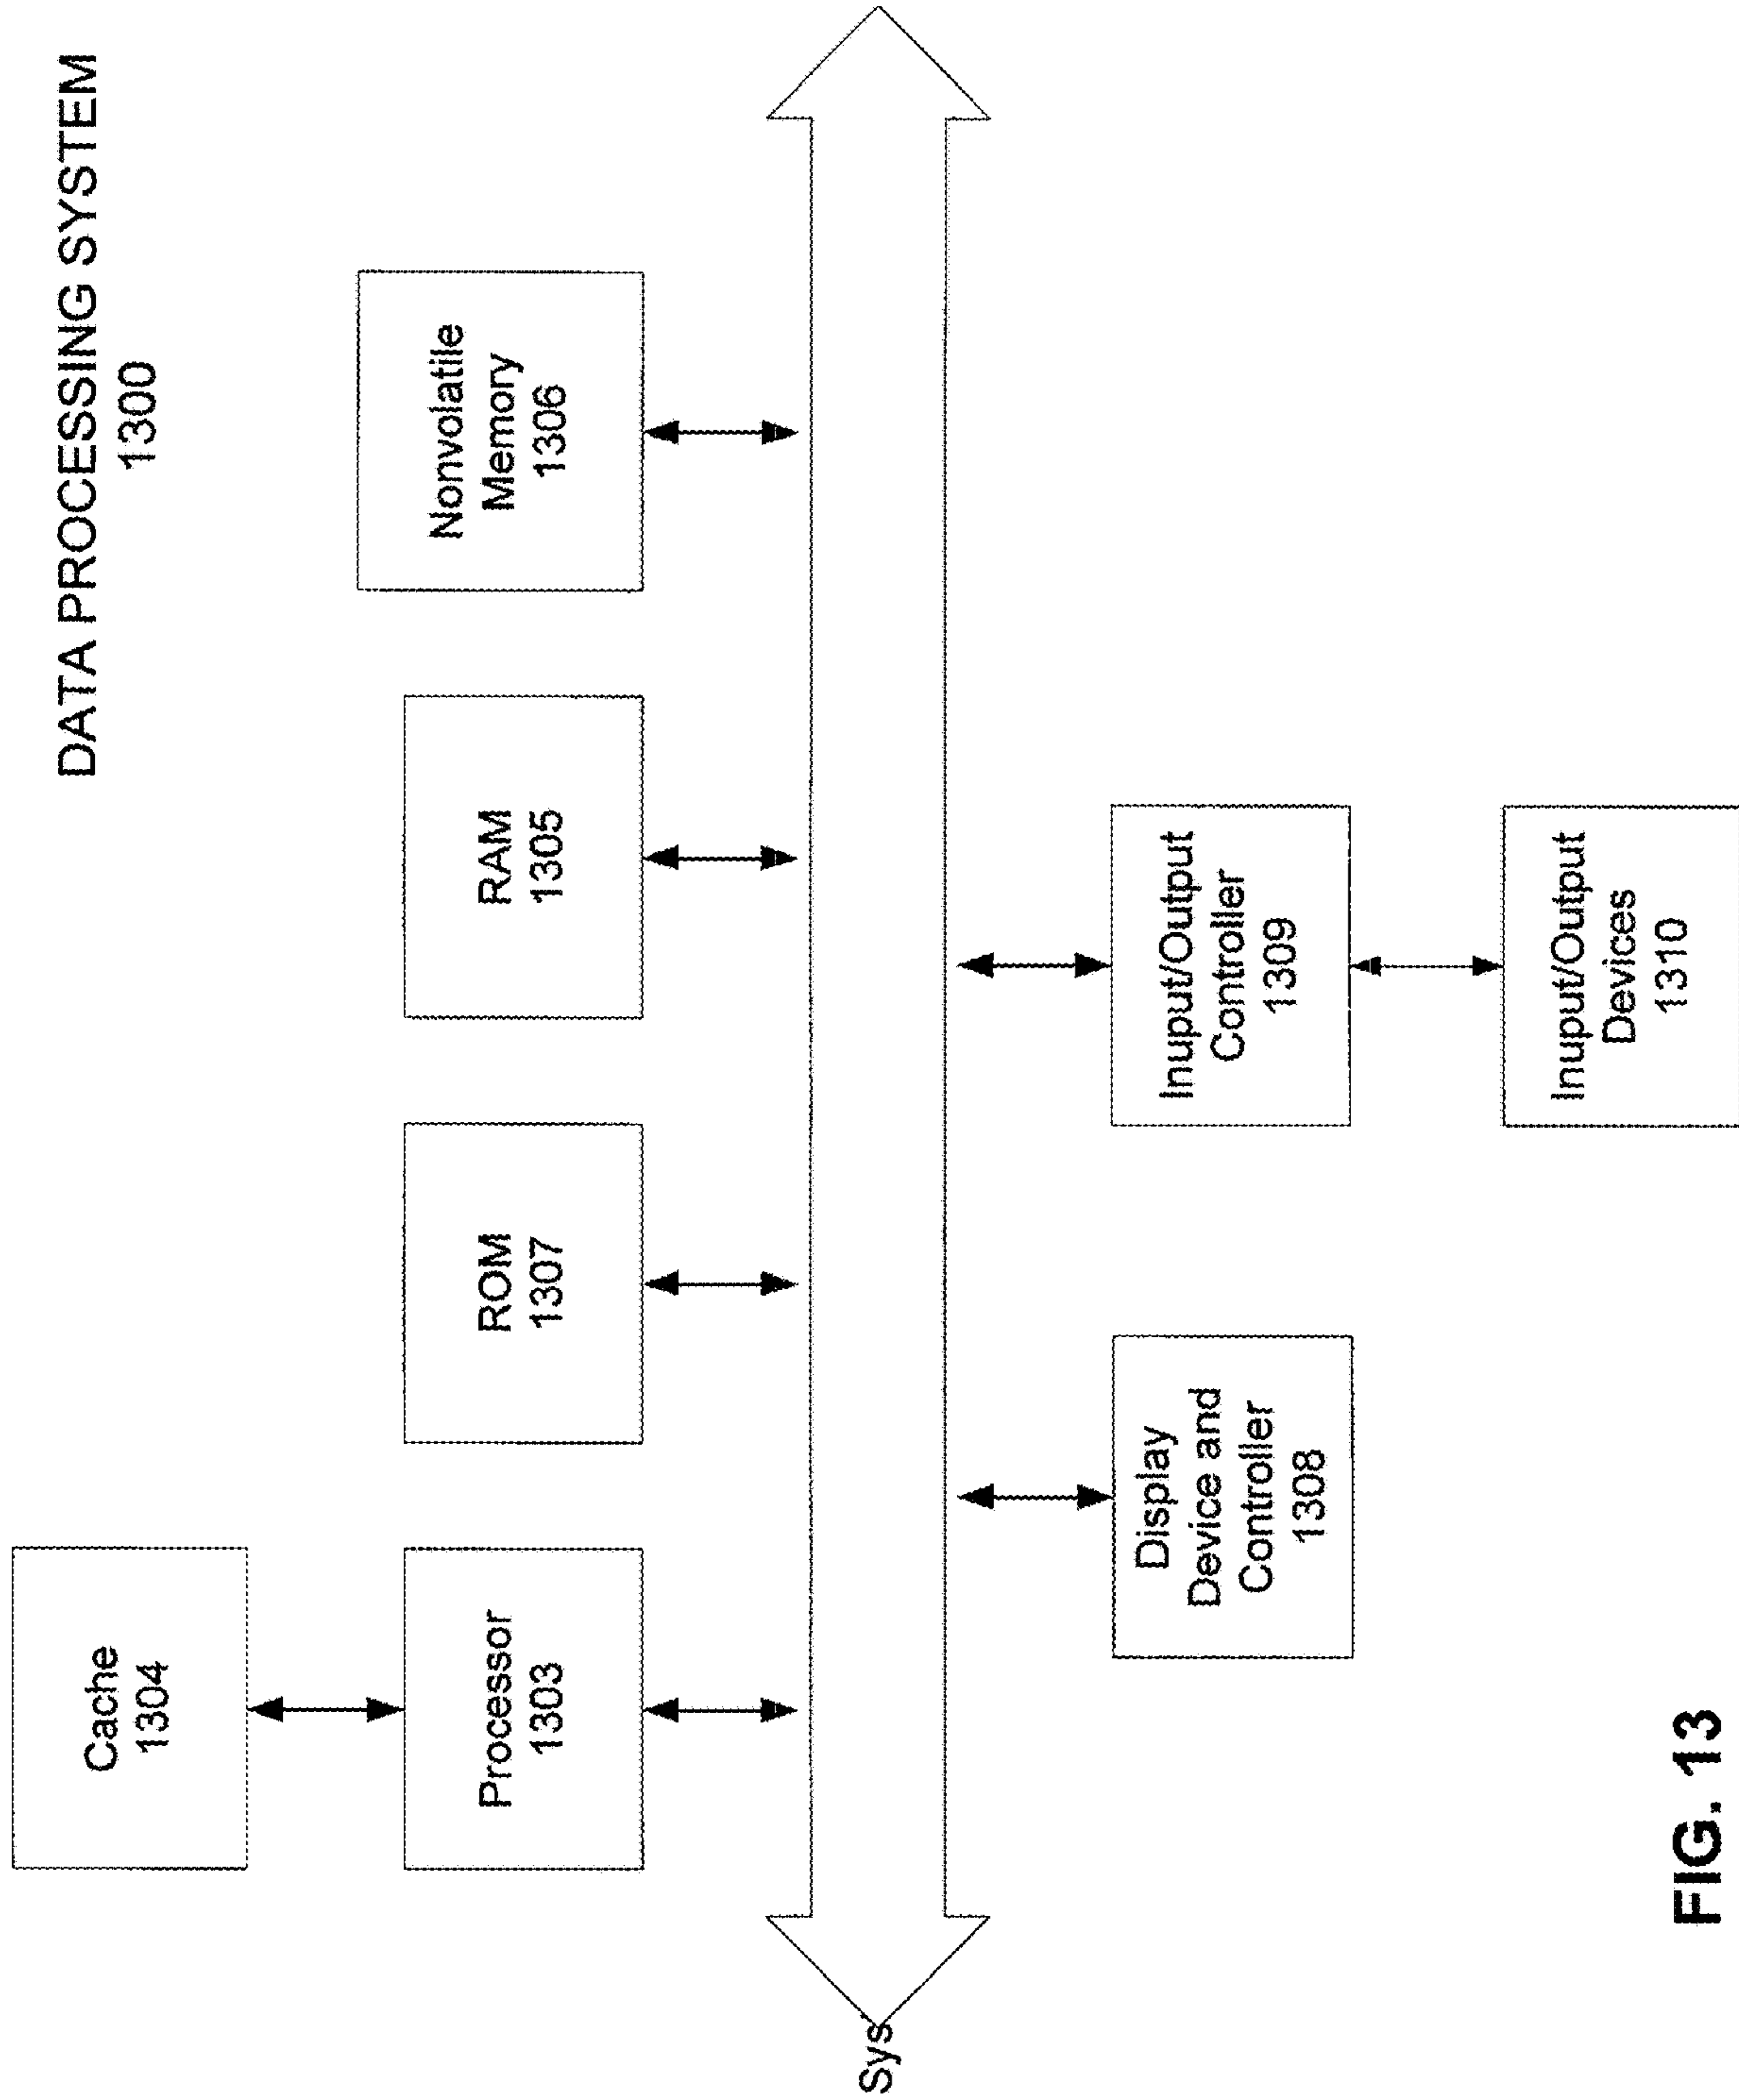 DATA PROCESSING SYSTEM
1300
Cache
1304
Processor
1303
ROM
1307
RAM
1305
Nonvolatile
Memory
1306
Sys
Display
Device and
Controller
1308
Inuput/Output
Controller
1309
Inuput/Output
Devices
1310
FIG. 13